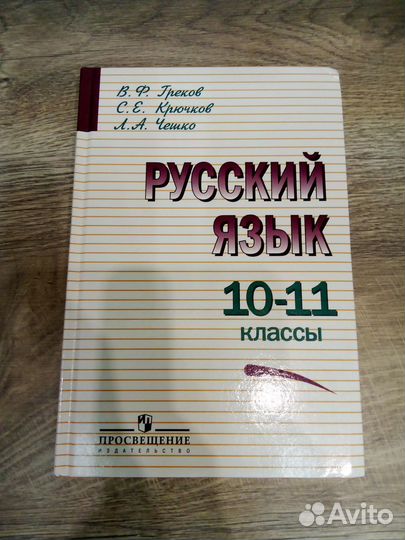 В. Ф. Греков
С. Е. Крючков
Л. А. Чешко
РУССКИЙ
ЯЗЫК
10-11
КЛАССЫ
ПРОСВЕЩЕНИЕ
ИЗДАТЕЛЬСТВО
Avito